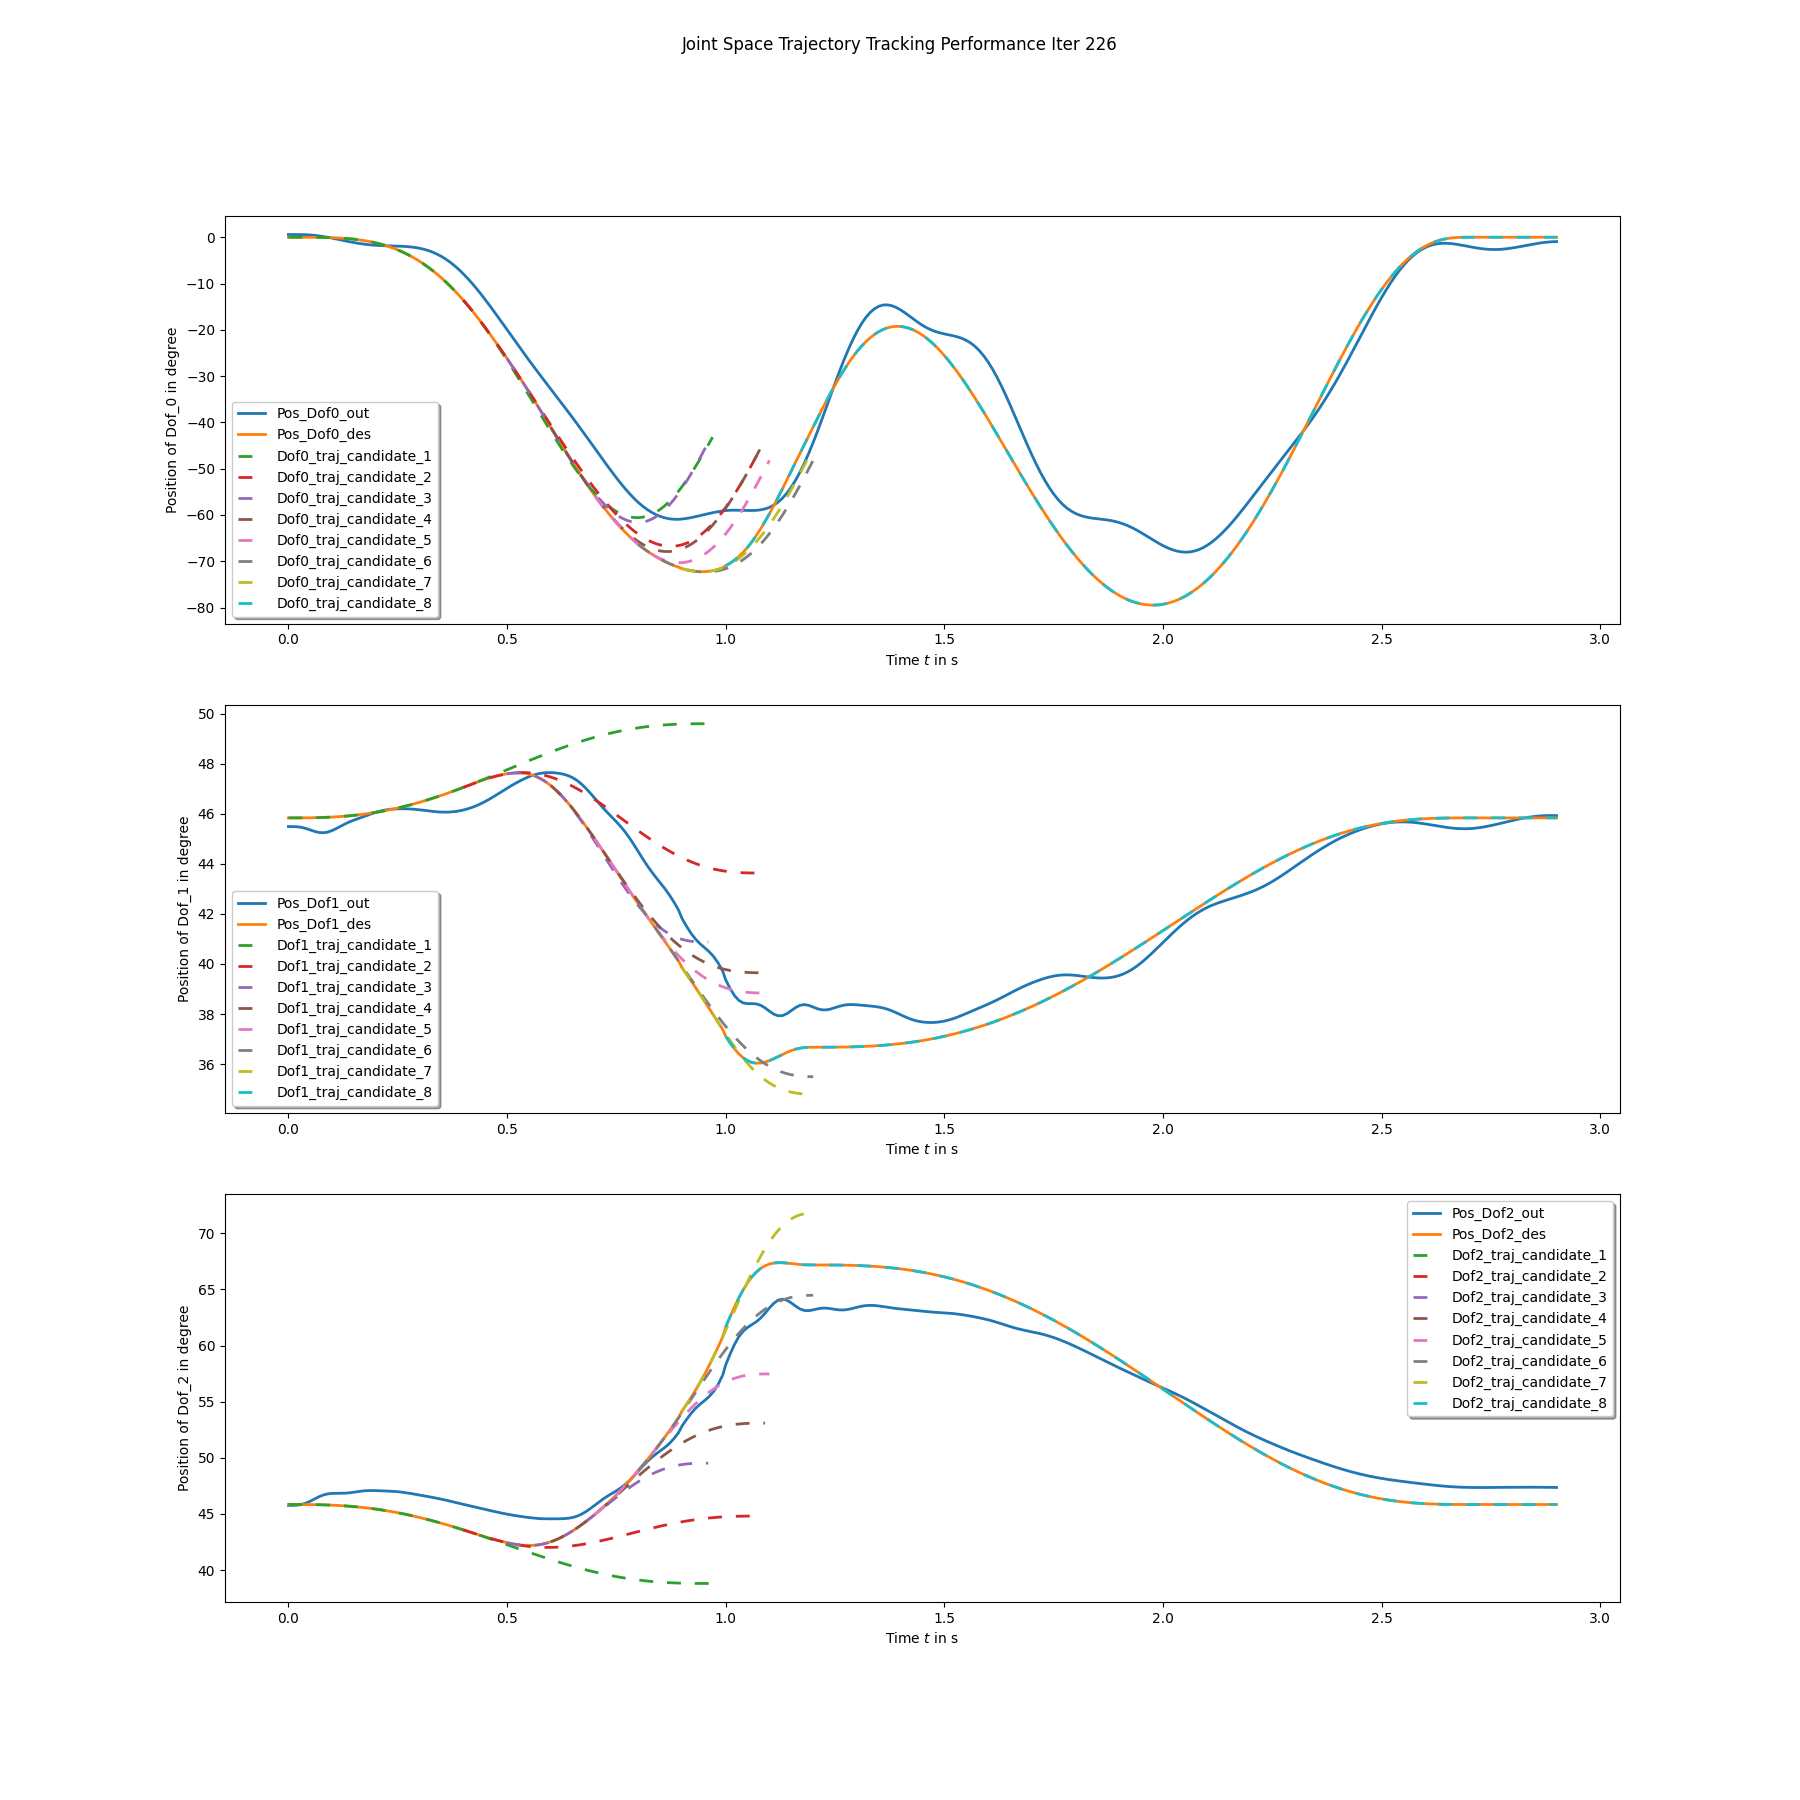 Joint Space Trajectory Tracking Performance Iter 226
0
−10
−20
−30
−40
−50
−60
−70
−80
Position of Dof_0 in degree
Pos_Dof0_out
Pos_Dof0_des
Dof0_traj_candidate_1
Dof0_traj_candidate_2
Dof0_traj_candidate_3
Dof0_traj_candidate_4
Dof0_traj_candidate_5
Dof0_traj_candidate_6
Dof0_traj_candidate_7
Dof0_traj_candidate_8
0.0 0.5 1.0 1.5 2.0 2.5 3.0
Time t in s
50
48
46
44
42
40
38
36
Position of Dof_1 in degree
Pos_Dof1_out
Pos_Dof1_des
Dof1_traj_candidate_1
Dof1_traj_candidate_2
Dof1_traj_candidate_3
Dof1_traj_candidate_4
Dof1_traj_candidate_5
Dof1_traj_candidate_6
Dof1_traj_candidate_7
Dof1_traj_candidate_8
0.0 0.5 1.0 1.5 2.0 2.5 3.0
Time t in s
70
65
60
55
50
45
40
Position of Dof_2 in degree
Pos_Dof2_out
Pos_Dof2_des
Dof2_traj_candidate_1
Dof2_traj_candidate_2
Dof2_traj_candidate_3
Dof2_traj_candidate_4
Dof2_traj_candidate_5
Dof2_traj_candidate_6
Dof2_traj_candidate_7
Dof2_traj_candidate_8
0.0 0.5 1.0 1.5 2.0 2.5 3.0
Time t in s